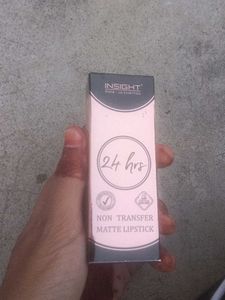 INSIGHT
24 hrs
NON TRANSFER
MATTE LIPSTICK